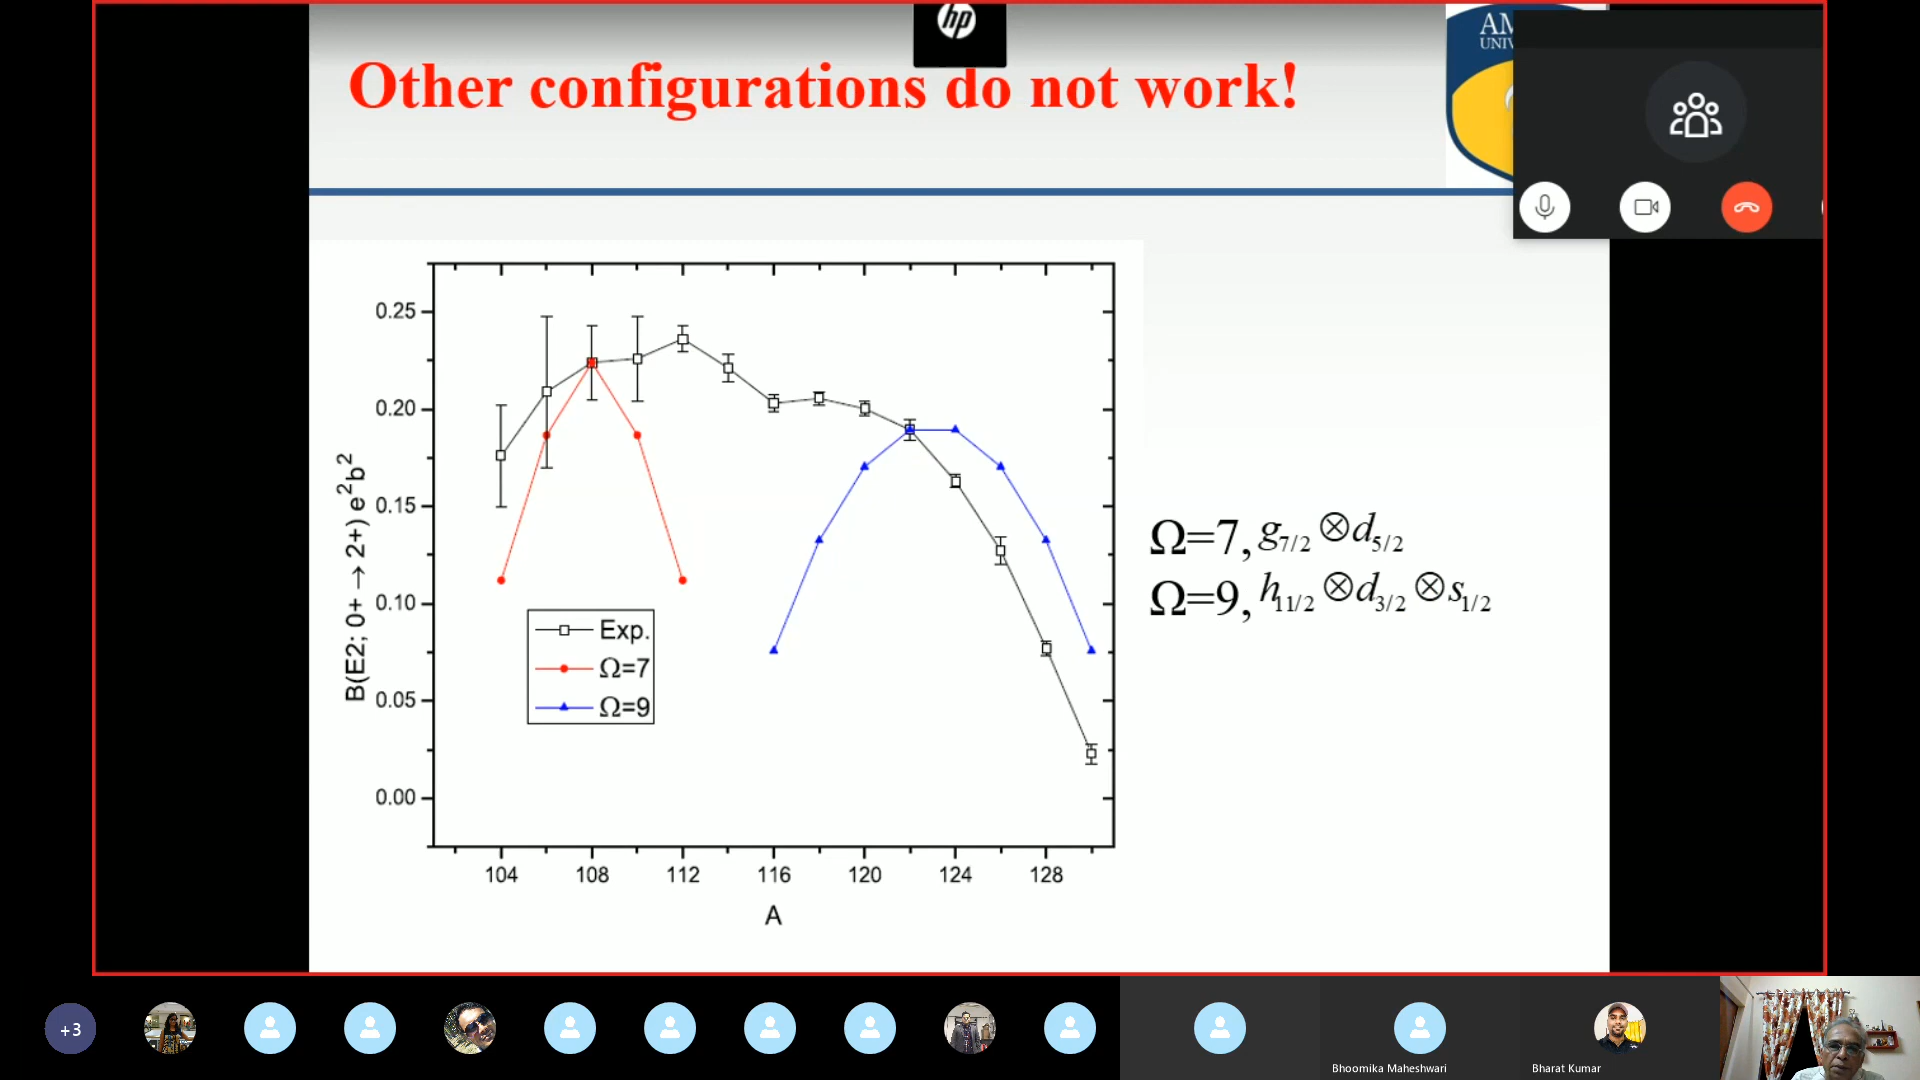 hp
Other configurations do not work!
0.25
0.20
0.15
0.10
0.05
0.00
B(E2; 0+ → 2+) e²b²
Exp.
Ω=7
Ω=9
104 108 112 116 120 124 128
A
Ω=7, g7/2 ⊗ d5/2
Ω=9, h11/2 ⊗ d3/2 ⊗ s1/2
+3
Bhoomika Maheshwari
Bharat Kumar